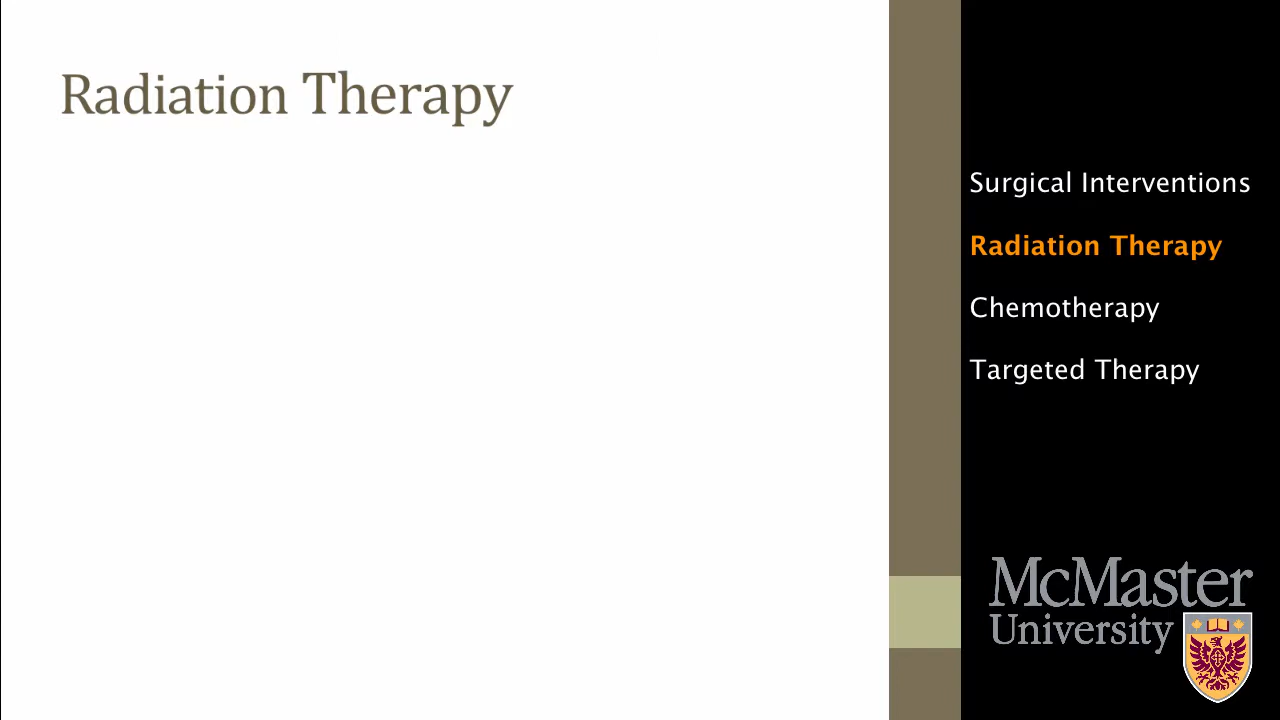 Radiation Therapy
Surgical Interventions
Radiation Therapy
Chemotherapy
Targeted Therapy
McMaster
University